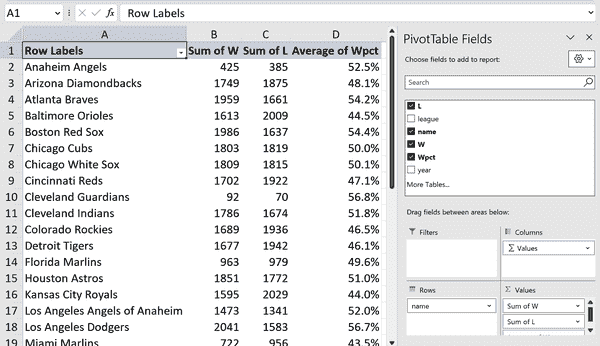 A1 fx Row Labels
A B C D
1 Row Labels Sum of W Sum of L Average of Wpct
2 Anaheim Angels 425 385 52.5%
3 Arizona Diamondbacks 1749 1875 48.1%
4 Atlanta Braves 1959 1661 54.2%
5 Baltimore Orioles 1613 2009 44.5%
6 Boston Red Sox 1986 1637 54.4%
7 Chicago Cubs 1803 1819 50.0%
8 Chicago White Sox 1809 1815 50.1%
9 Cincinnati Reds 1702 1922 47.1%
10 Cleveland Guardians 92 70 56.8%
11 Cleveland Indians 1786 1674 51.8%
12 Colorado Rockies 1689 1936 46.5%
13 Detroit Tigers 1677 1942 46.1%
14 Florida Marlins 963 979 49.6%
15 Houston Astros 1851 1772 51.0%
16 Kansas City Royals 1595 2029 44.0%
17 Los Angeles Angels of Anaheim 1473 1341 52.0%
18 Los Angeles Dodgers 2041 1583 56.7%
19 Miami Marlins 722 956 43.5%
PivotTable Fields
Choose fields to add to report:
Search
L
league
name
W
Wpct
year
More Tables...
Drag fields between areas below:
Filters
Columns
Σ Values
Rows
name
Σ Values
Sum of W
Sum of L